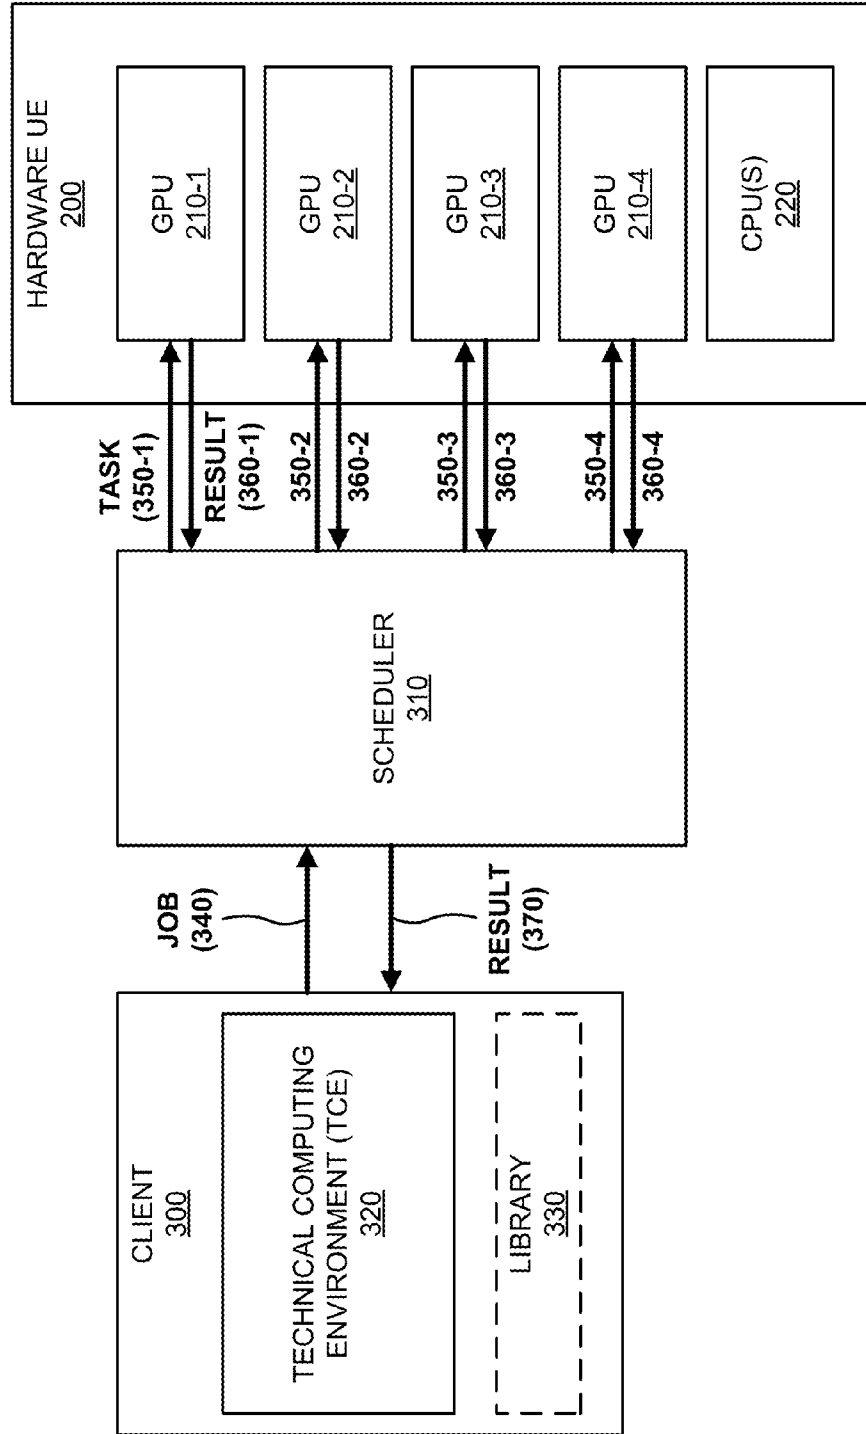 CLIENT
300
TECHNICAL COMPUTING
ENVIRONMENT (TCE)
320
LIBRARY
330
JOB
(340)
RESULT
(370)
SCHEDULER
310
TASK
(350-1)
RESULT
(360-1)
350-2
360-2
350-3
360-3
350-4
360-4
HARDWARE UE
200
GPU
210-1
GPU
210-2
GPU
210-3
GPU
210-4
CPU(S)
220